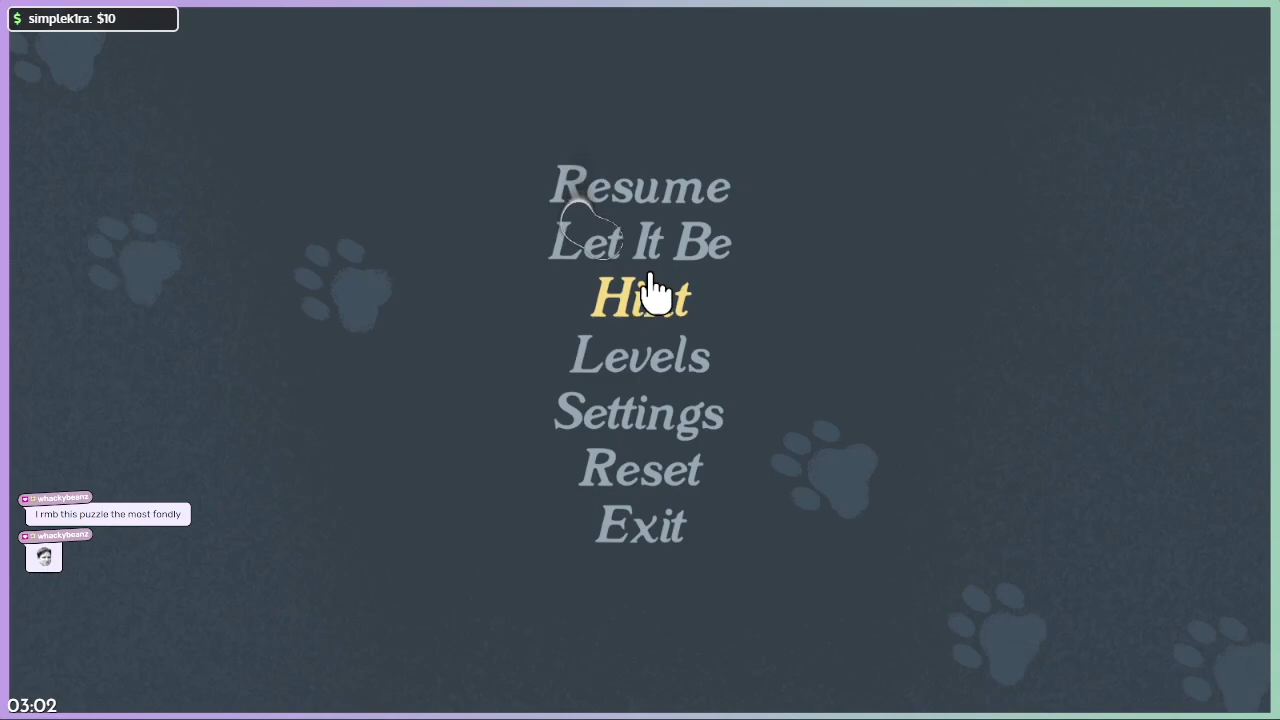 $ simplek1ra: $10
Resume
Let It Be
Hint
Levels
Settings
Reset
Exit
whackybeanz
I rmb this puzzle the most fondly
whackybeanz
03:02